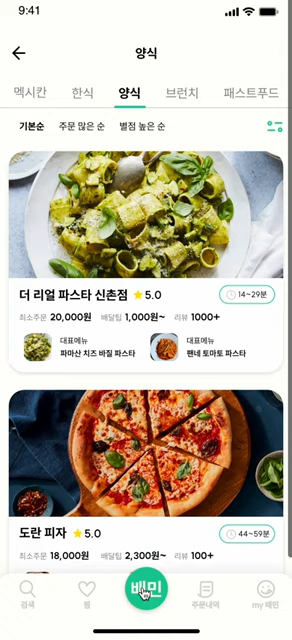 9:41
양식
멕시칸 한식 양식 브런치 패스트푸드
기본순 주문 많은 순 별점 높은 순
더 리얼 파스타 신촌점 ★ 5.0 14~29분
최소주문 20,000원 배달팁 1,000원~ 리뷰 1000+
대표메뉴 대표메뉴
파마산 치즈 바질 파스타 팬네 토마토 파스타
도란 피자 ★ 5.0 44~59분
최소주문 18,000원 배달팁 2,300원~ 리뷰 100+
배민
검색 찜 주문내역 my 배민